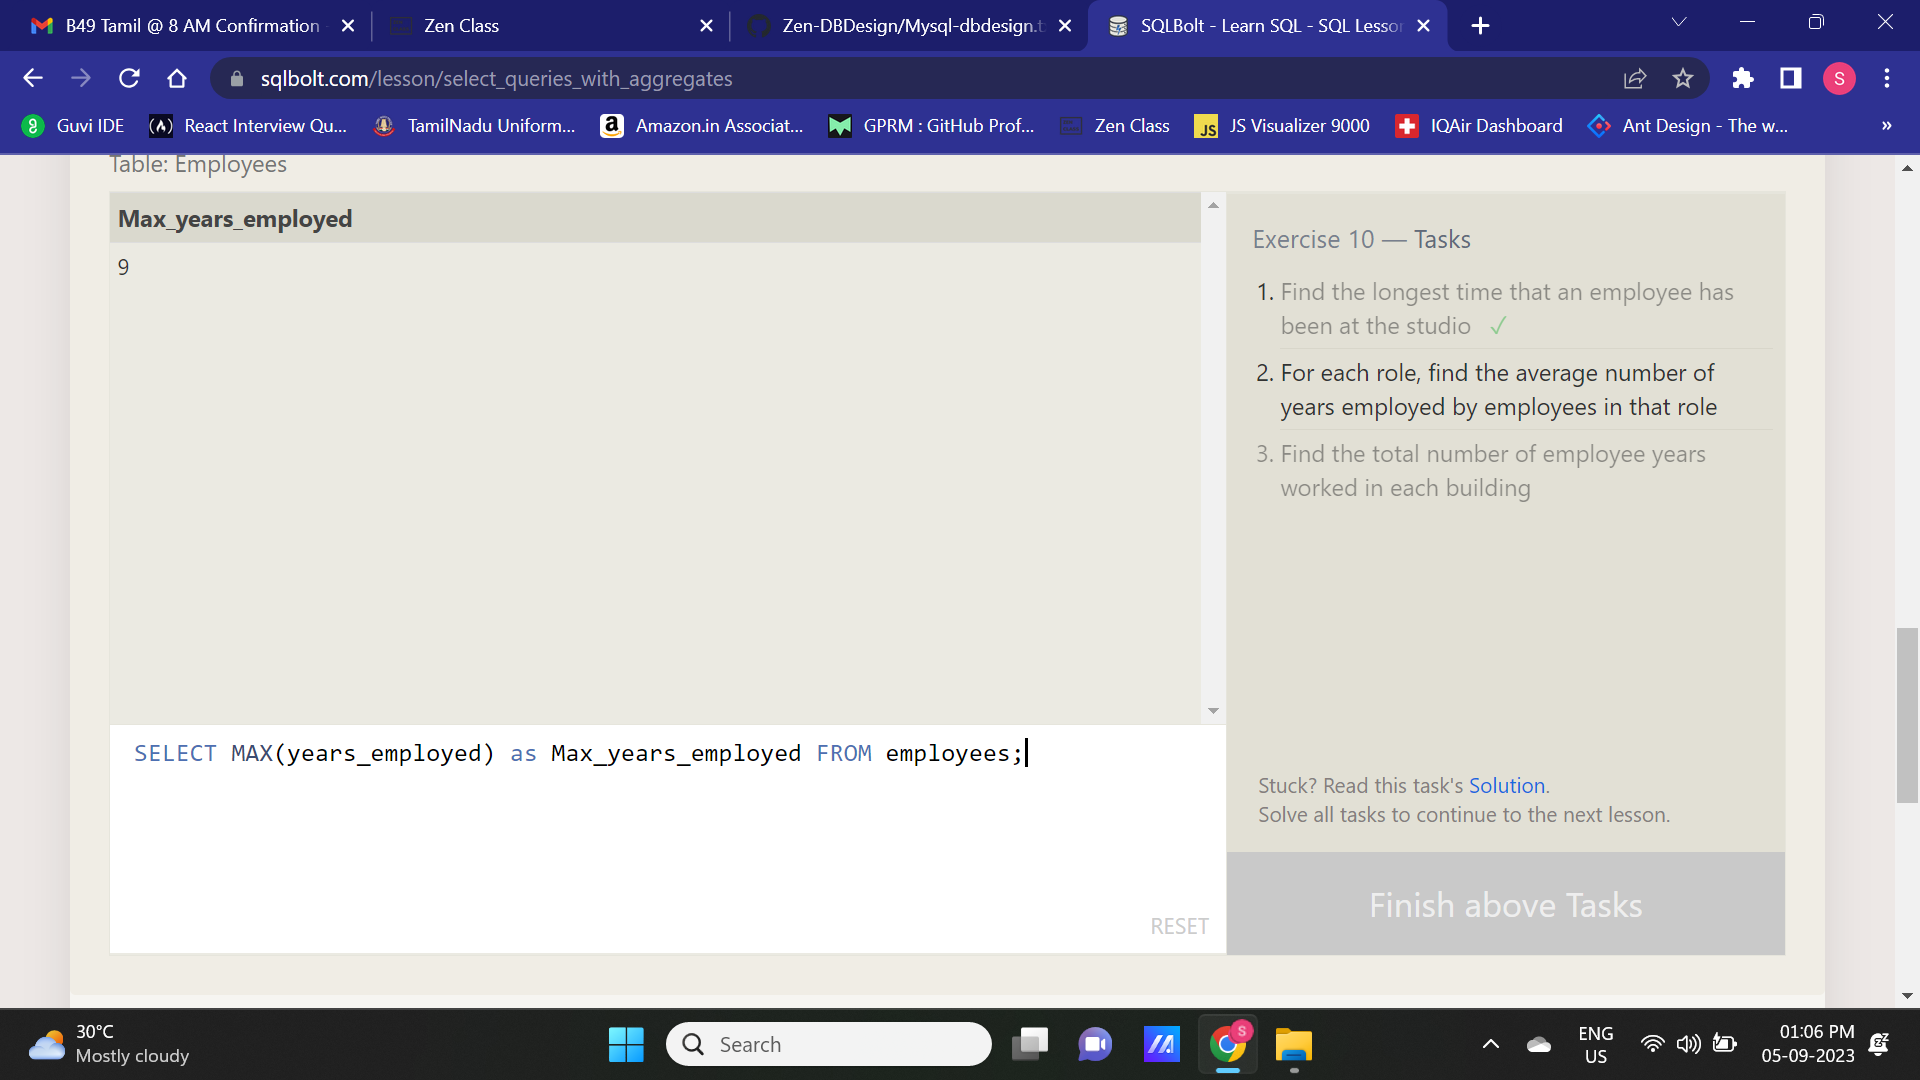 B49 Tamil @ 8 AM Confirmation
Zen Class
Zen-DBDesign/Mysql-dbdesign.t
SQLBolt - Learn SQL - SQL Lesson
sqlbolt.com/lesson/select_queries_with_aggregates
S
Guvi IDE
React Interview Qu...
TamilNadu Uniform...
Amazon.in Associat...
GPRM : GitHub Prof...
Zen Class
JS
JS Visualizer 9000
IQAir Dashboard
Ant Design - The w...
»
Table: Employees
Max_years_employed
9
Exercise 10 — Tasks
1. Find the longest time that an employee has
been at the studio ✓
2. For each role, find the average number of
years employed by employees in that role
3. Find the total number of employee years
worked in each building
SELECT MAX(years_employed) as Max_years_employed FROM employees;
RESET
Stuck? Read this task's Solution.
Solve all tasks to continue to the next lesson.
Finish above Tasks
30°C
Mostly cloudy
Search
S
ENG
US
01:06 PM
05-09-2023